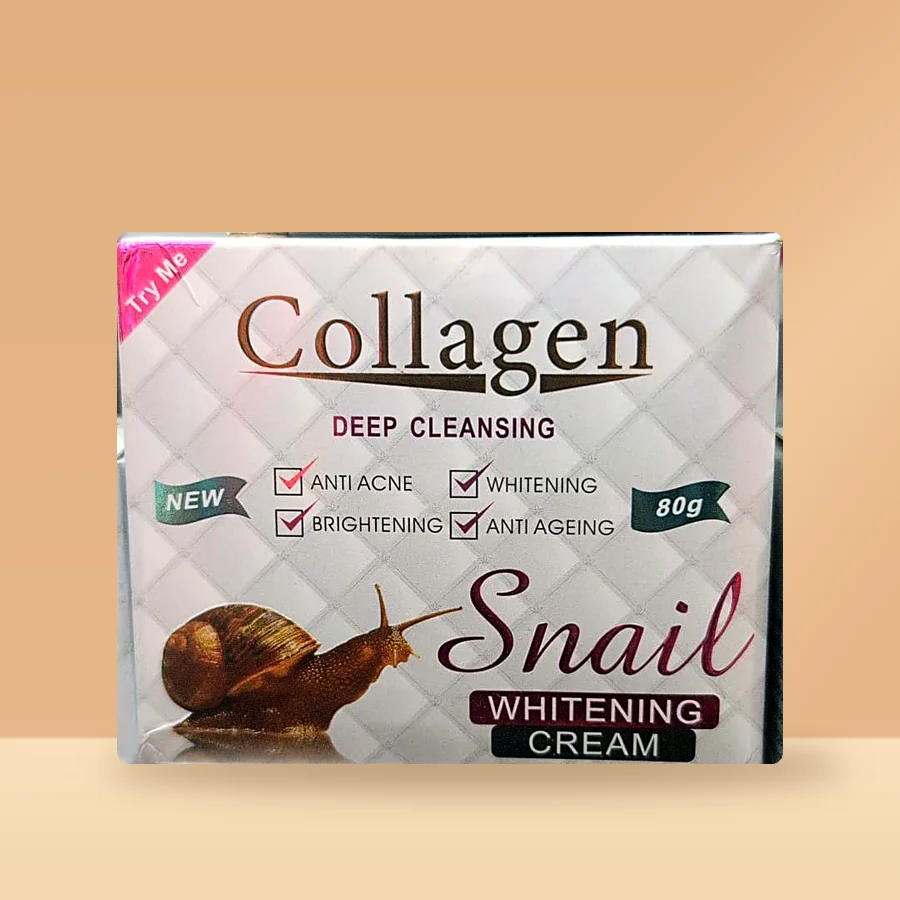 Try Me
Collagen
DEEP CLEANSING
ANTI ACNE
WHITENING
BRIGHTENING
ANTI AGEING
NEW
80g
Snail
WHITENING
CREAM